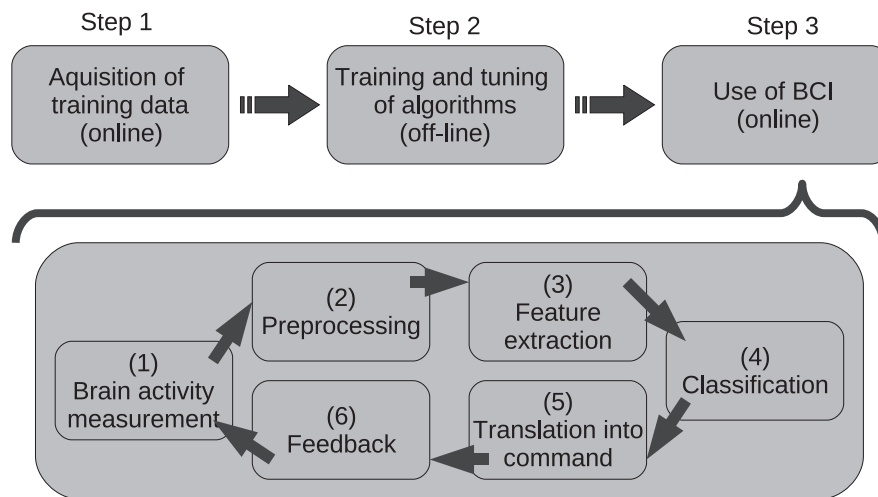 Step 1
Step 2
Step 3
Aquisition of
training data
(online)
Training and tuning
of algorithms
(off-line)
Use of BCI
(online)
(1)
Brain activity
measurement
(2)
Preprocessing
(3)
Feature
extraction
(4)
Classification
(5)
Translation into
command
(6)
Feedback